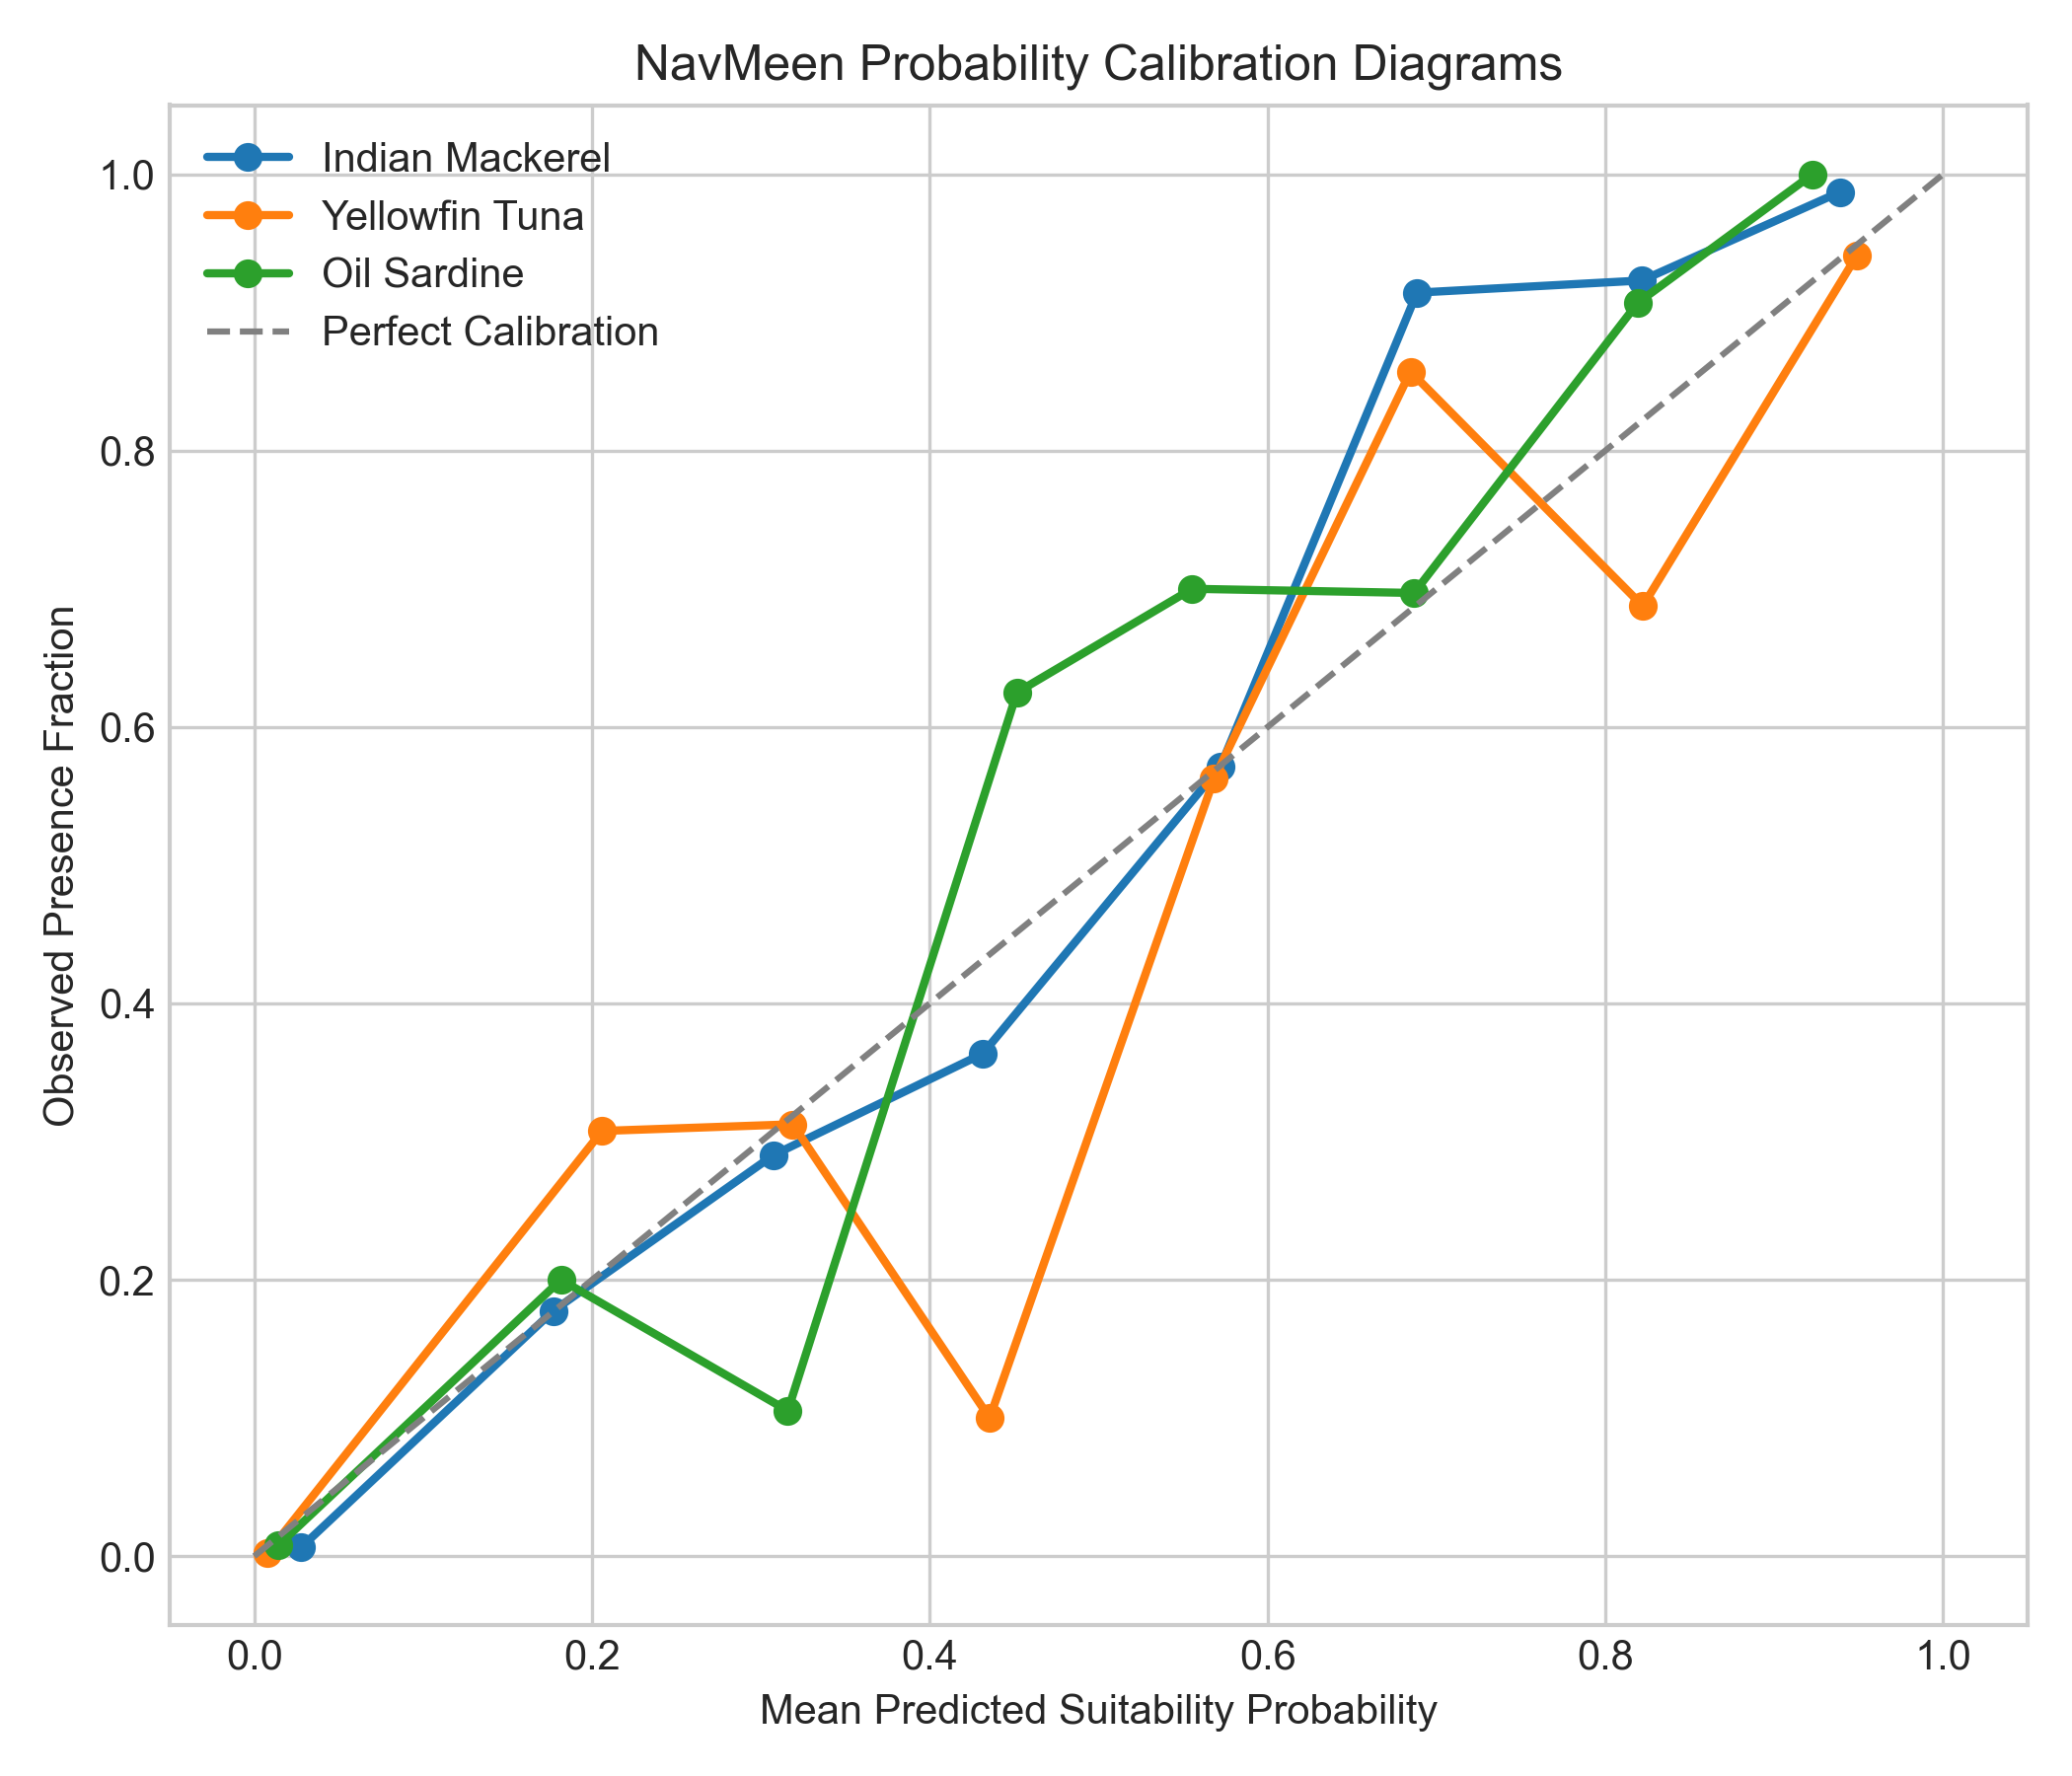 NavMeen Probability Calibration Diagrams
Indian Mackerel
Yellowfin Tuna
Oil Sardine
Perfect Calibration
Observed Presence Fraction
1.0
0.8
0.6
0.4
0.2
0.0
0.0 0.2 0.4 0.6 0.8 1.0
Mean Predicted Suitability Probability